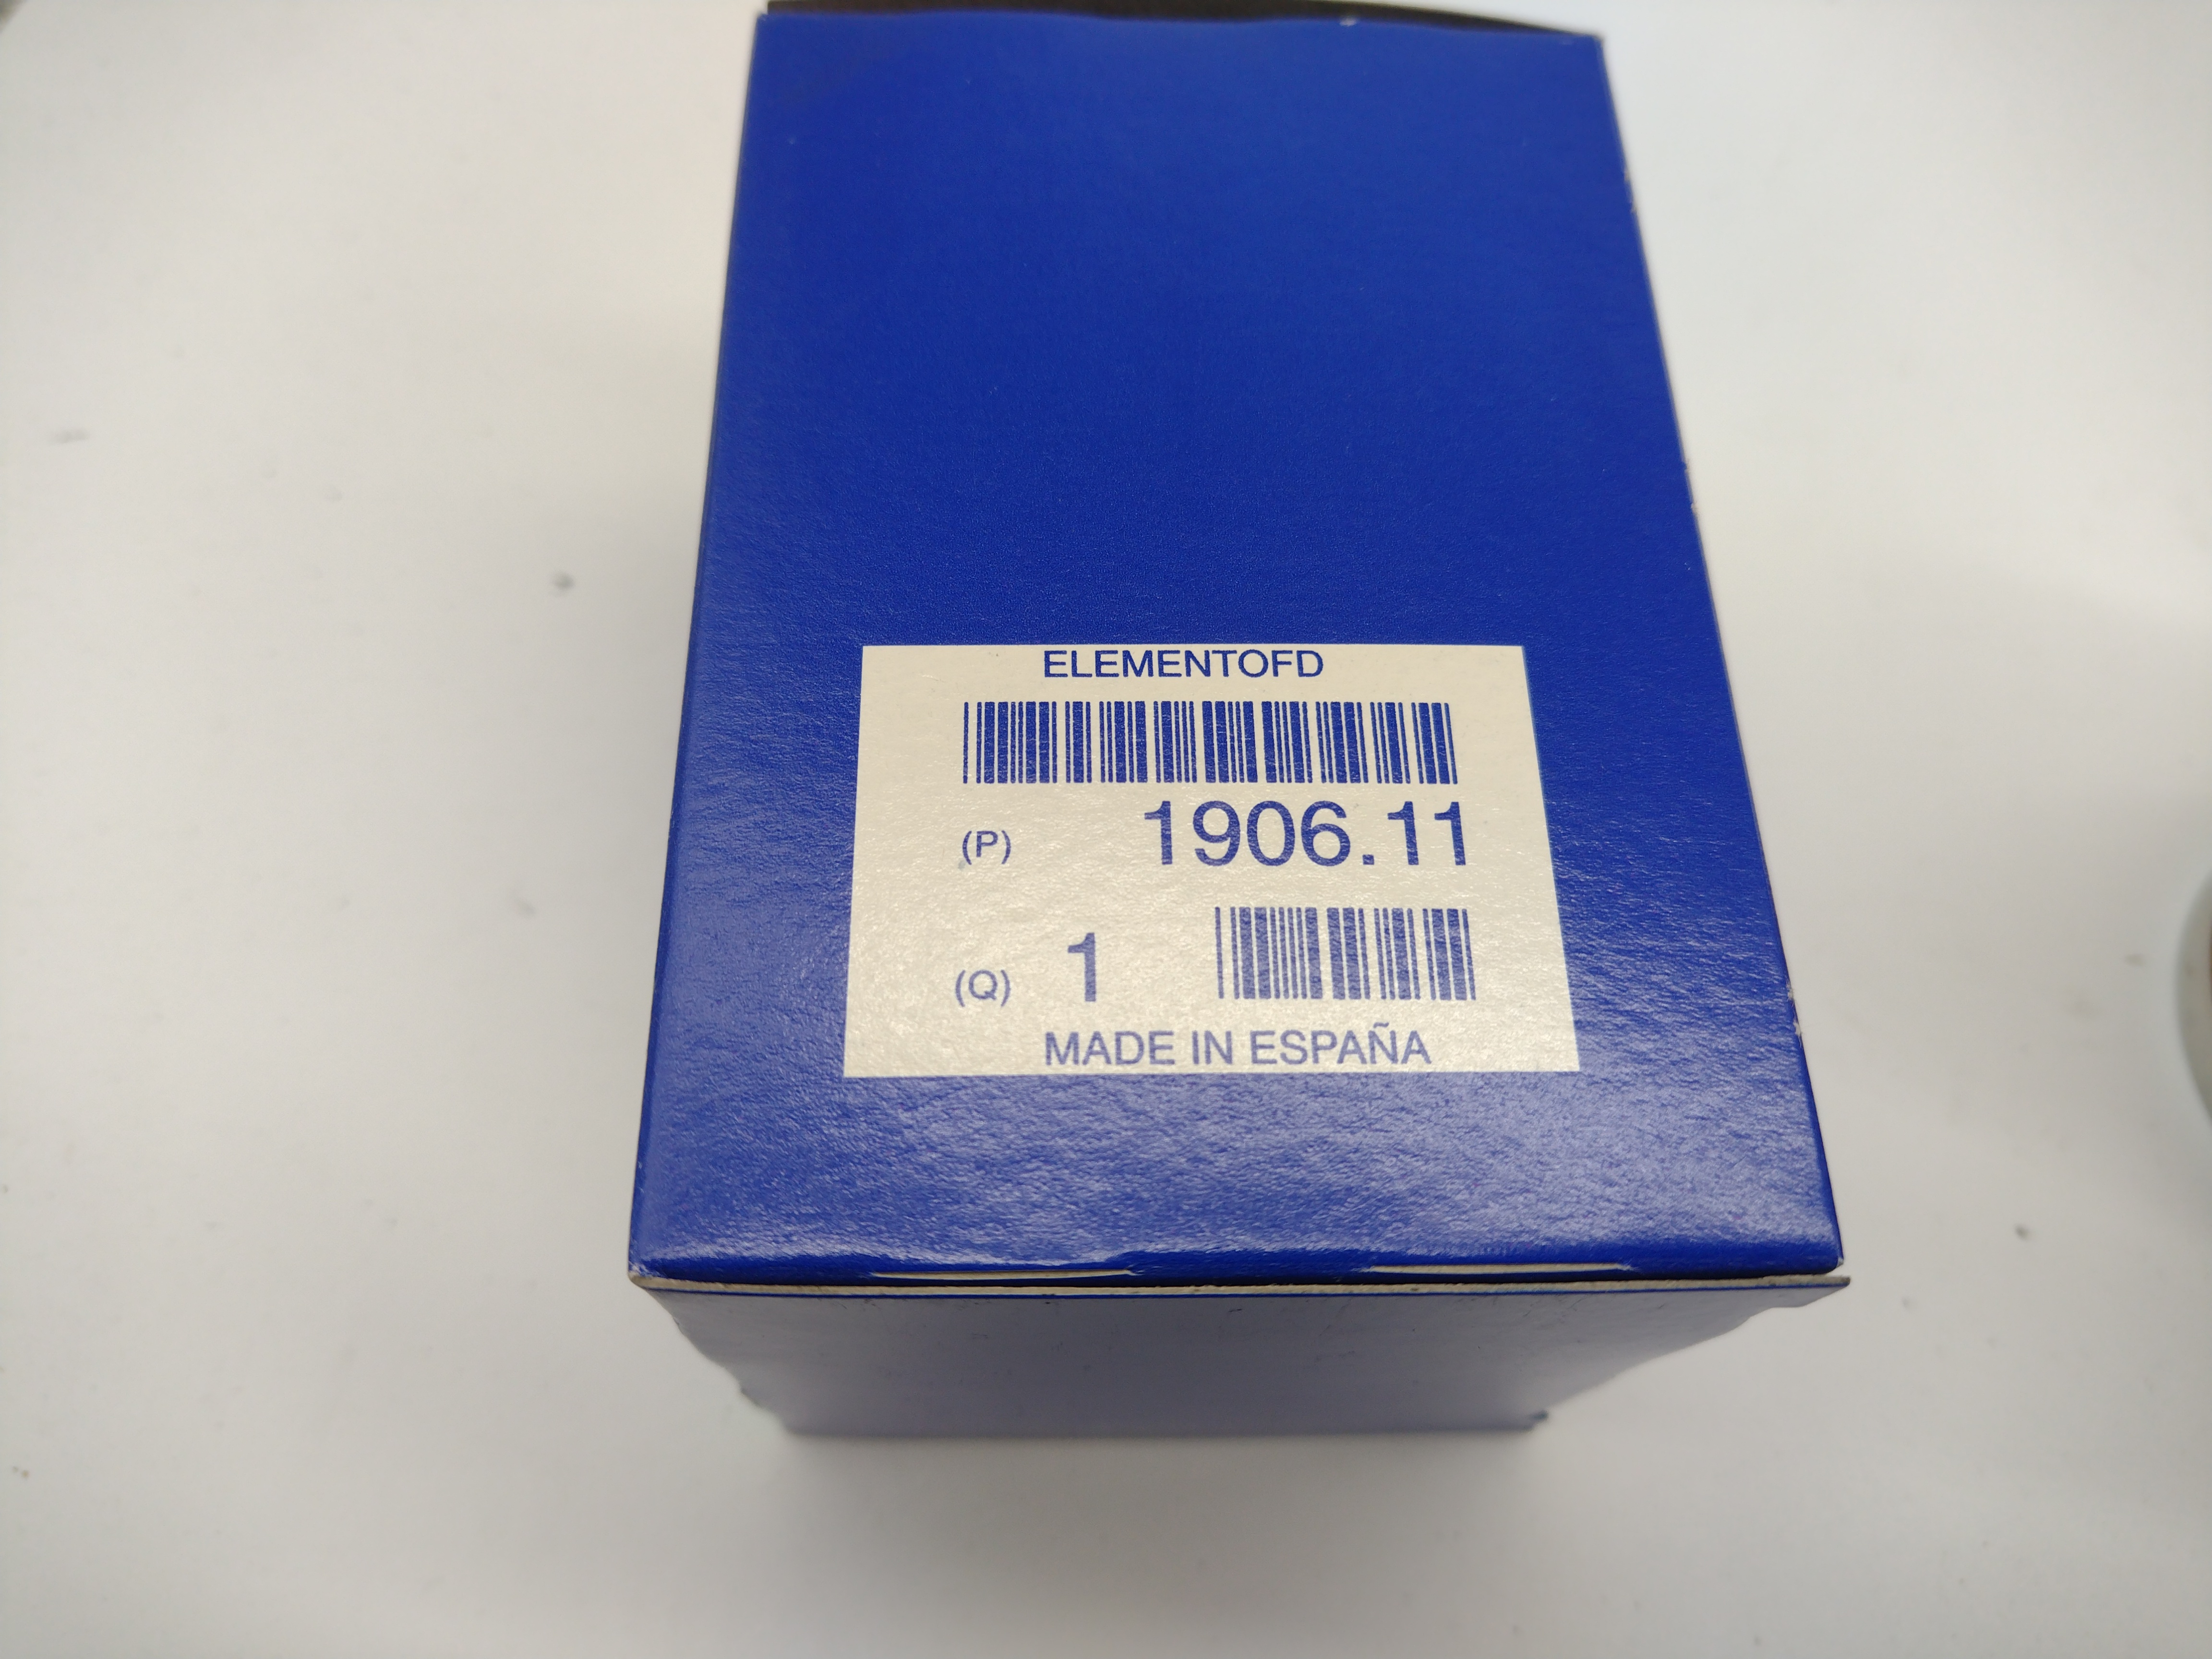 ELEMENTOFD
(P) 1906.11
(Q) 1
MADE IN ESPAÑA